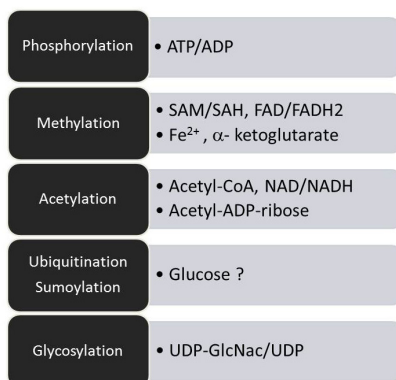 Phosphorylation
• ATP/ADP
Methylation
• SAM/SAH, FAD/FADH2
• Fe²⁺ , α- ketoglutarate
Acetylation
• Acetyl-CoA, NAD/NADH
• Acetyl-ADP-ribose
Ubiquitination
Sumoylation
• Glucose ?
Glycosylation
• UDP-GlcNac/UDP